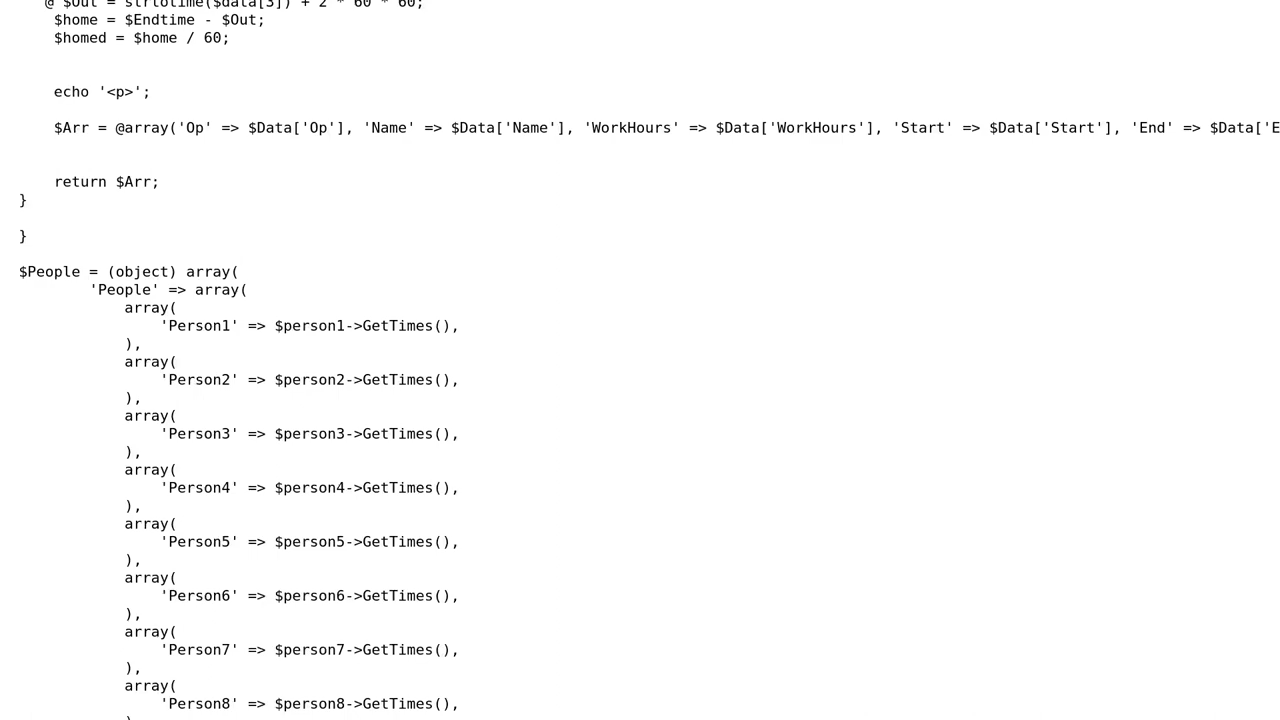 @ $Out = strtotime($data[3]) + 2 * 60 * 60;
$home = $Endtime - $Out;
$homed = $home / 60;
echo '<p>';
$Arr = @array('Op' => $Data['Op'], 'Name' => $Data['Name'], 'WorkHours' => $Data['WorkHours'], 'Start' => $Data['Start'], 'End' => $Data['E
return $Arr;
}
}
$People = (object) array(
'People' => array(
array(
'Person1' => $person1->GetTimes(),
),
array(
'Person2' => $person2->GetTimes(),
),
array(
'Person3' => $person3->GetTimes(),
),
array(
'Person4' => $person4->GetTimes(),
),
array(
'Person5' => $person5->GetTimes(),
),
array(
'Person6' => $person6->GetTimes(),
),
array(
'Person7' => $person7->GetTimes(),
),
array(
'Person8' => $person8->GetTimes(),